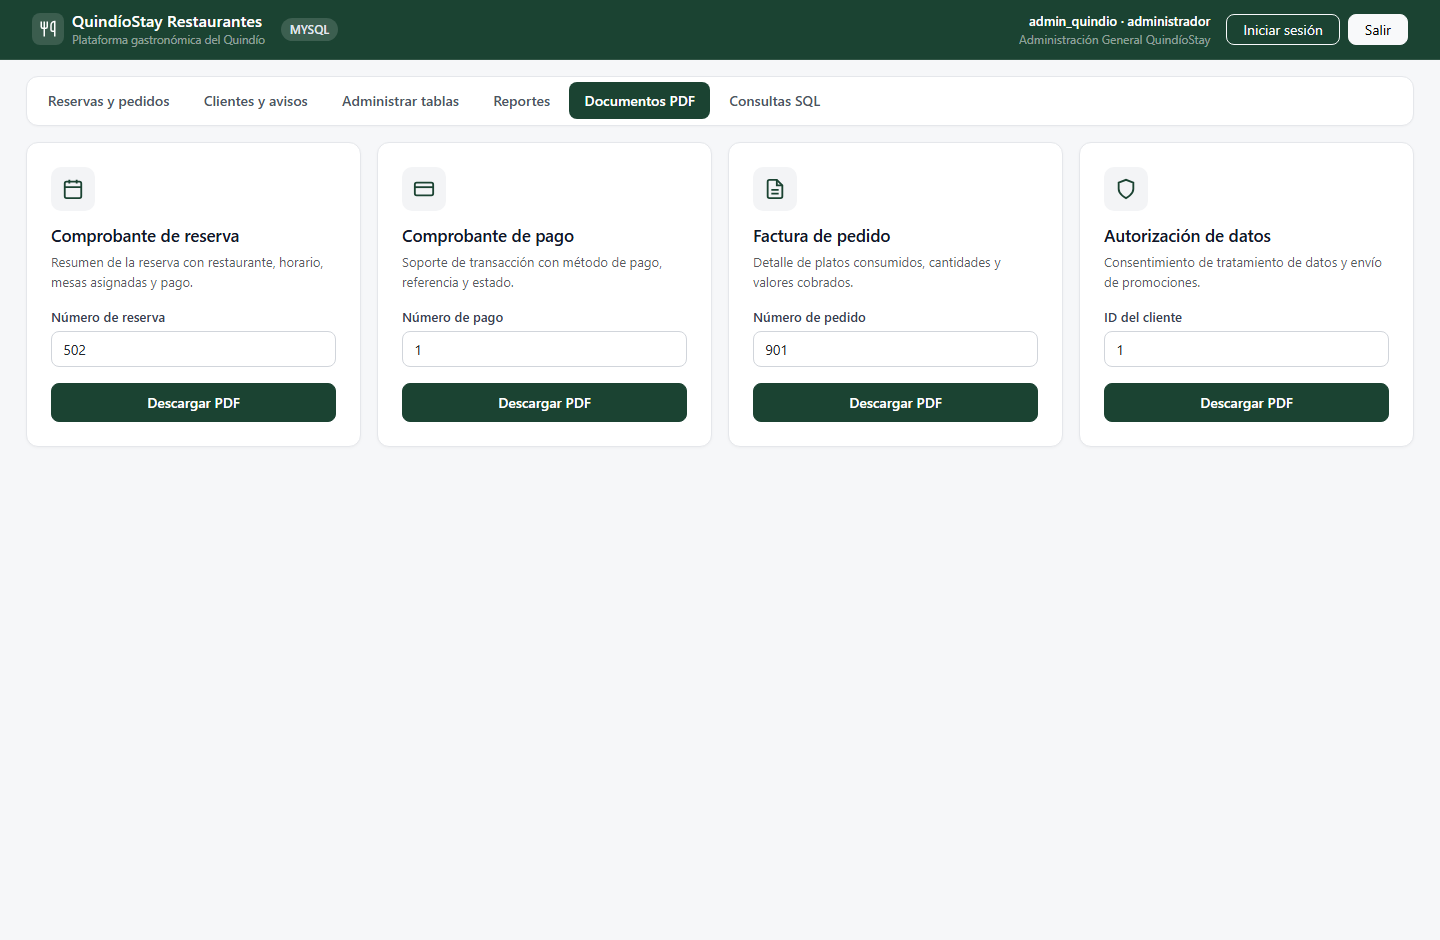 QuindíoStay Restaurantes
Plataforma gastronómica del Quindío
MYSQL
admin_quindio · administrador
Administración General QuindíoStay
Iniciar sesión
Salir
Reservas y pedidos
Clientes y avisos
Administrar tablas
Reportes
Documentos PDF
Consultas SQL
Comprobante de reserva
Resumen de la reserva con restaurante, horario,
mesas asignadas y pago.
Número de reserva
502
Descargar PDF
Comprobante de pago
Soporte de transacción con método de pago,
referencia y estado.
Número de pago
1
Descargar PDF
Factura de pedido
Detalle de platos consumidos, cantidades y
valores cobrados.
Número de pedido
901
Descargar PDF
Autorización de datos
Consentimiento de tratamiento de datos y envío
de promociones.
ID del cliente
1
Descargar PDF